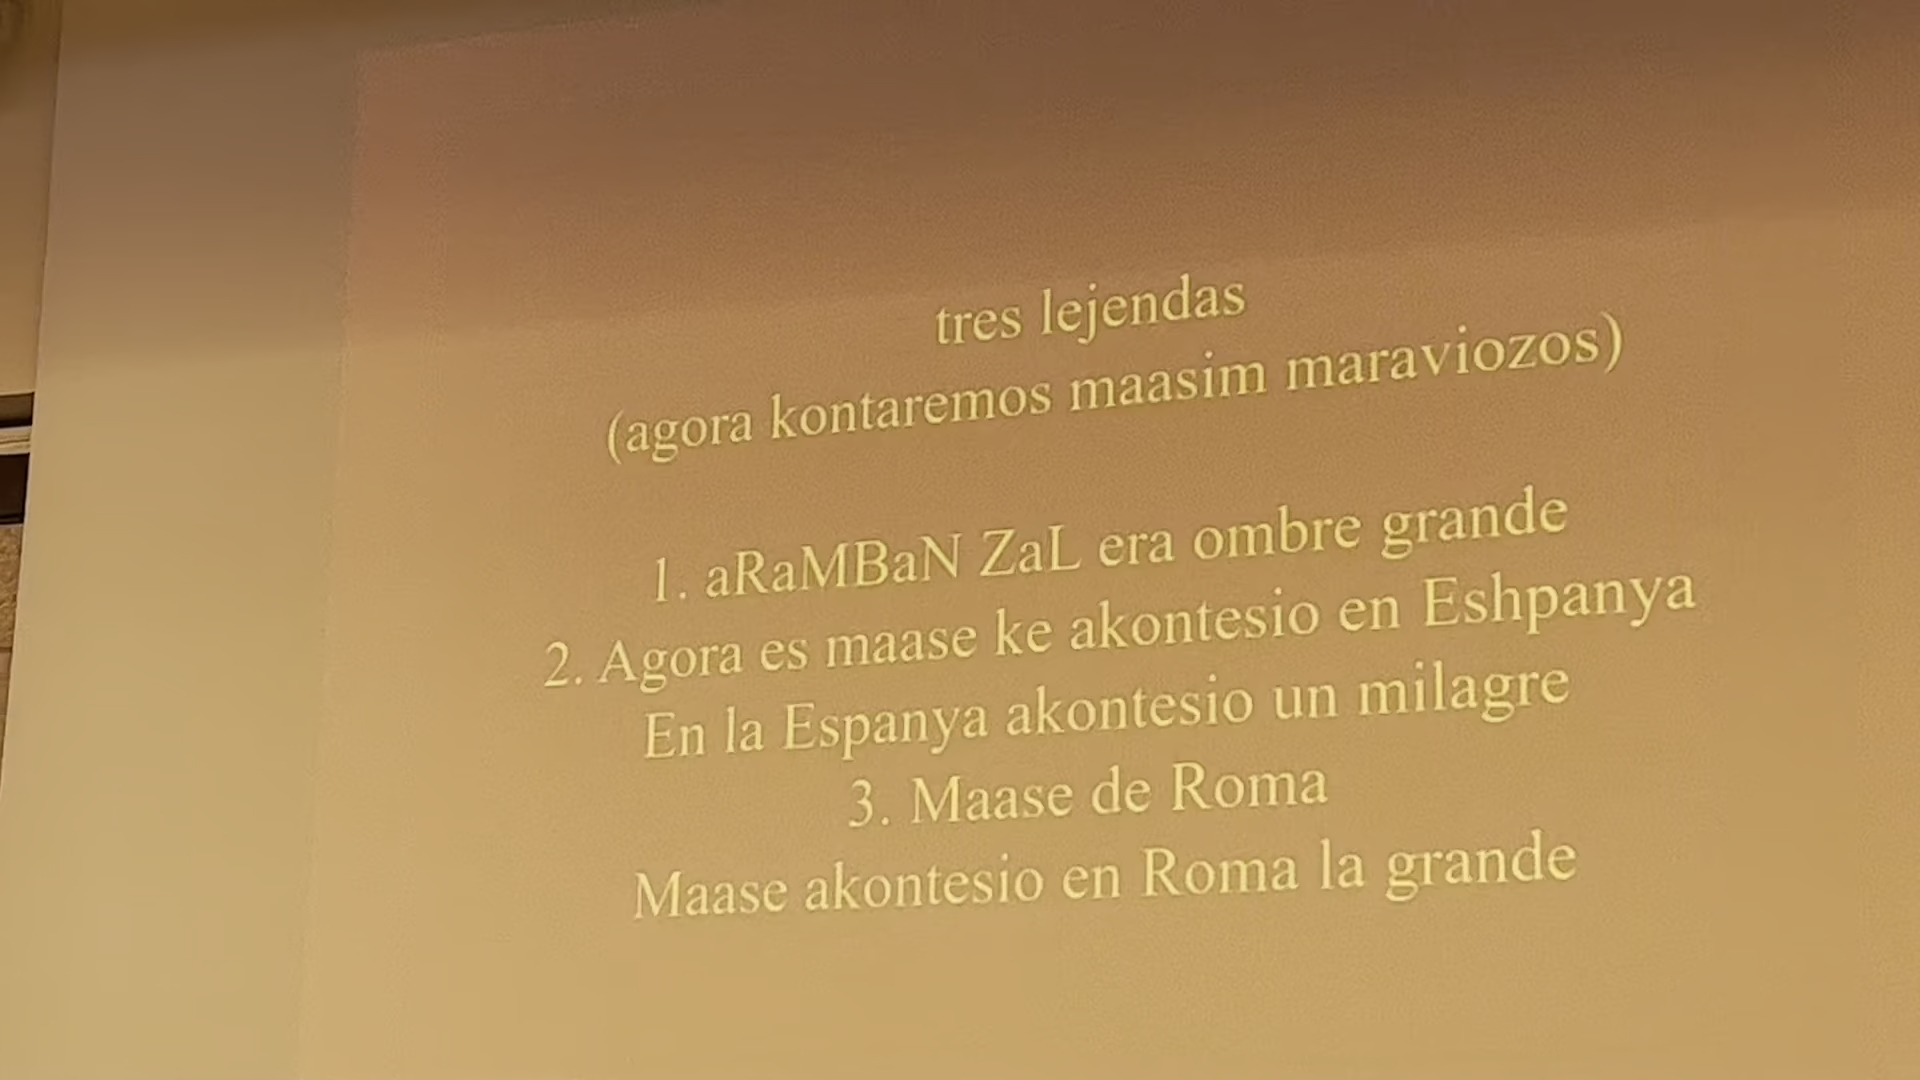 tres lejendas
(agora kontaremos maasim maraviozos)
1. aRaMBaN ZaL era ombre grande
2. Agora es maase ke akontesio en Eshpanya
En la Espanya akontesio un milagre
3. Maase de Roma
Maase akontesio en Roma la grande